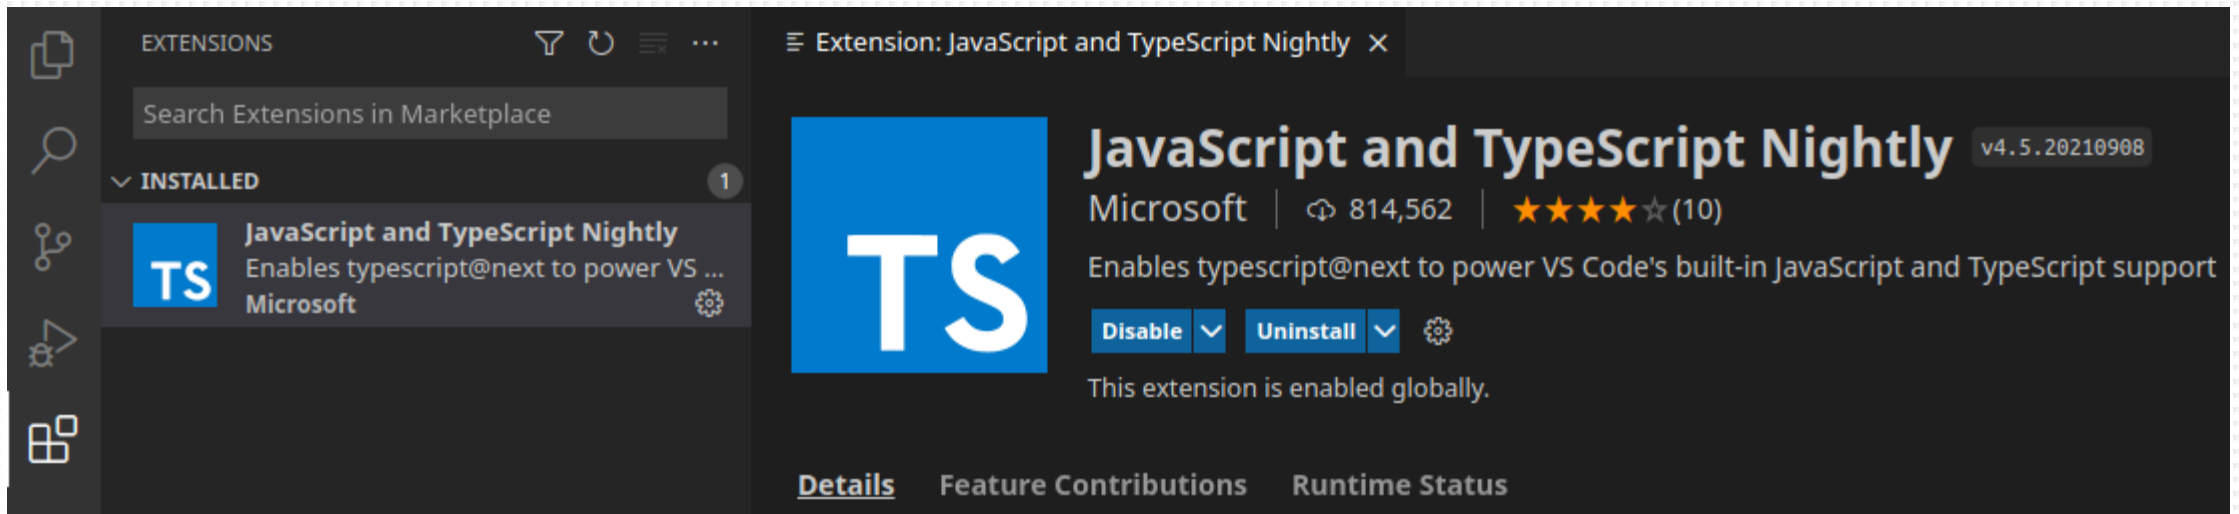 EXTENSIONS
Search Extensions in Marketplace
INSTALLED 1
TS
JavaScript and TypeScript Nightly
Enables typescript@next to power VS ...
Microsoft
Extension: JavaScript and TypeScript Nightly
TS
JavaScript and TypeScript Nightly v4.5.20210908
Microsoft 814,562 (10)
Enables typescript@next to power VS Code's built-in JavaScript and TypeScript support
Disable Uninstall
This extension is enabled globally.
Details Feature Contributions Runtime Status